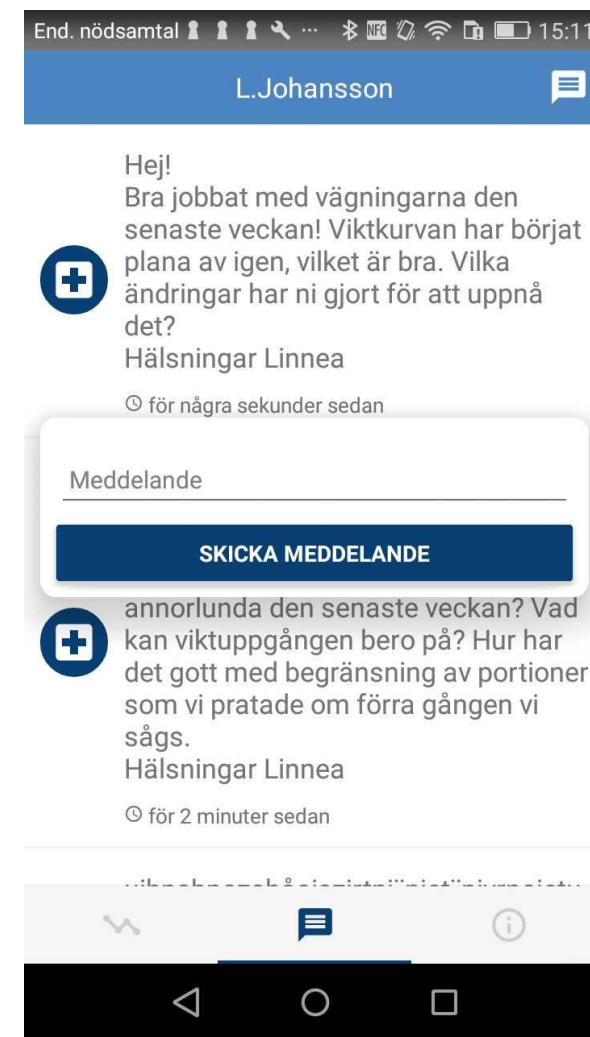 End. nödsamtal
15:11
L.Johansson
Hej!
Bra jobbat med vägningarna den
senaste veckan! Viktkurvan har börjat
plana av igen, vilket är bra. Vilka
ändringar har ni gjort för att uppnå
det?
Hälsningar Linnea
för några sekunder sedan
Meddelande
SKICKA MEDDELANDE
annorlunda den senaste veckan? Vad
kan viktuppgången bero på? Hur har
det gott med begränsning av portioner
som vi pratade om förra gången vi
sågs.
Hälsningar Linnea
för 2 minuter sedan